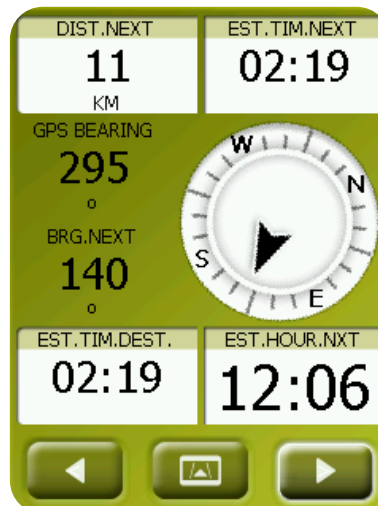 DIST.NEXT
11
KM
EST.TIM.NEXT
02:19
GPS BEARING
295
o
BRG.NEXT
140
o
W
N
S
E
EST.TIM.DEST.
02:19
EST.HOUR.NXT
12:06